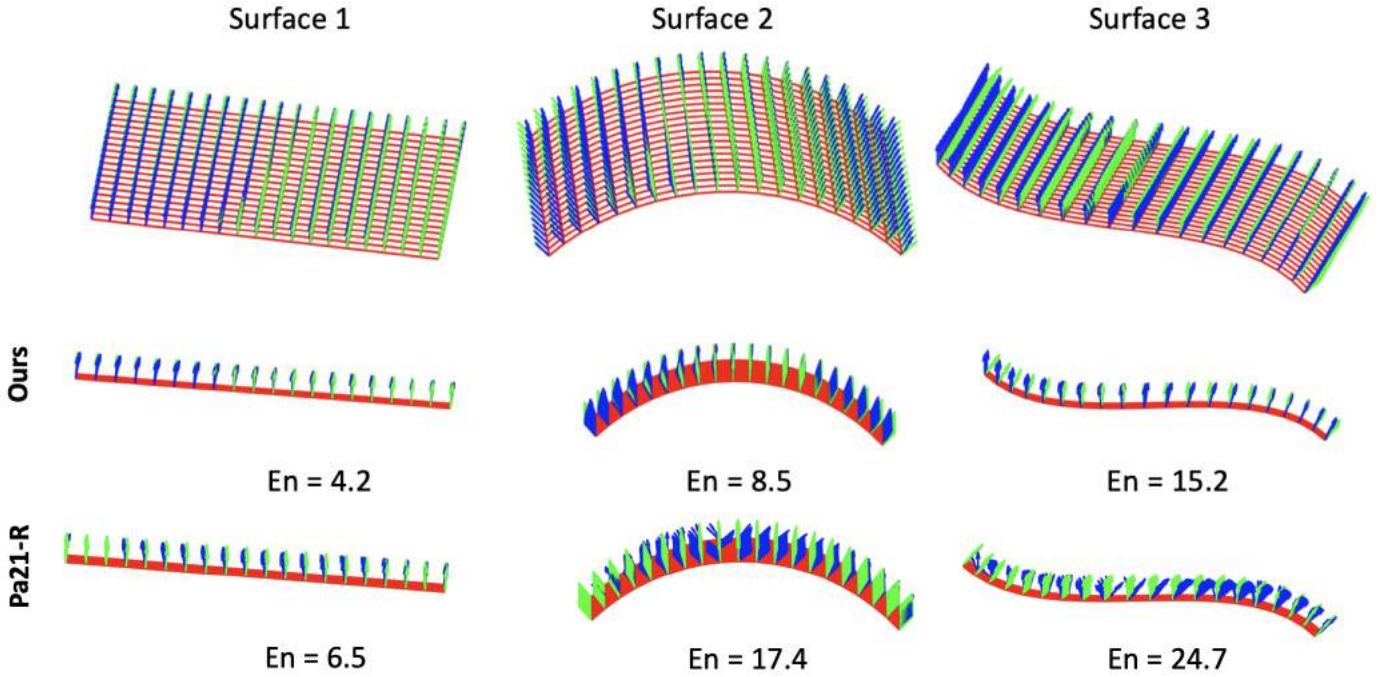 Surface 1 Surface 2 Surface 3
Ours
En = 4.2 En = 8.5 En = 15.2
Pa21-R
En = 6.5 En = 17.4 En = 24.7